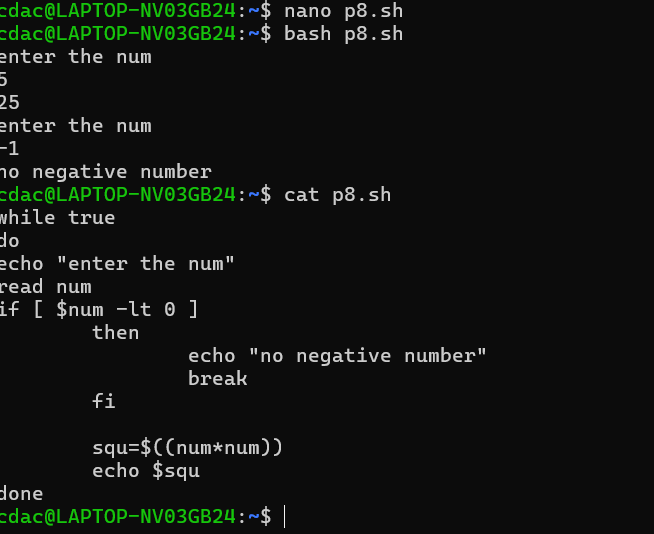 cdac@LAPTOP-NV03GB24:~$ nano p8.sh
cdac@LAPTOP-NV03GB24:~$ bash p8.sh
enter the num
5
25
enter the num
-1
no negative number
cdac@LAPTOP-NV03GB24:~$ cat p8.sh
while true
do
echo "enter the num"
read num
if [ $num -lt 0 ]
        then
                echo "no negative number"
                break
        fi

        squ=$((num*num))
        echo $squ
done
cdac@LAPTOP-NV03GB24:~$